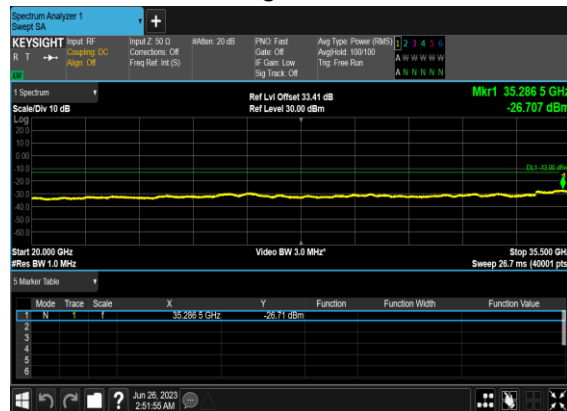 Spectrum Analyzer 1
Swept SA
+
KEYSIGHT Input: RF Input Z: 50 Ω #Atten: 20 dB PNO: Fast Avg Type: Power (RMS) 1 2 3 4 5 6
R T Coupling: DC Corrections: Off Gate: Off Avg|Hold: 100/100 A W W W W W
Align: Off Freq Ref: Int (S) IF Gain: Low Trig: Free Run
Sig Track: Off A N N N N N
1 Spectrum Ref Lvl Offset 33.41 dB Mkr1 35.286 5 GHz
Scale/Div 10 dB Ref Level 30.00 dBm -26.707 dBm
Log
20.0
10.0
0.00
-10.0 DL1 -13.00 dBm
-20.0 1
-30.0
-40.0
-50.0
-60.0
Start 20.000 GHz Video BW 3.0 MHz* Stop 35.500 GHz
#Res BW 1.0 MHz Sweep 26.7 ms (40001 pts)
5 Marker Table
Mode Trace Scale X Y Function Function Width Function Value
1 N 1 f 35.286 5 GHz -26.71 dBm
2
3
4
5
6
? Jun 26, 2023
2:51:55 AM